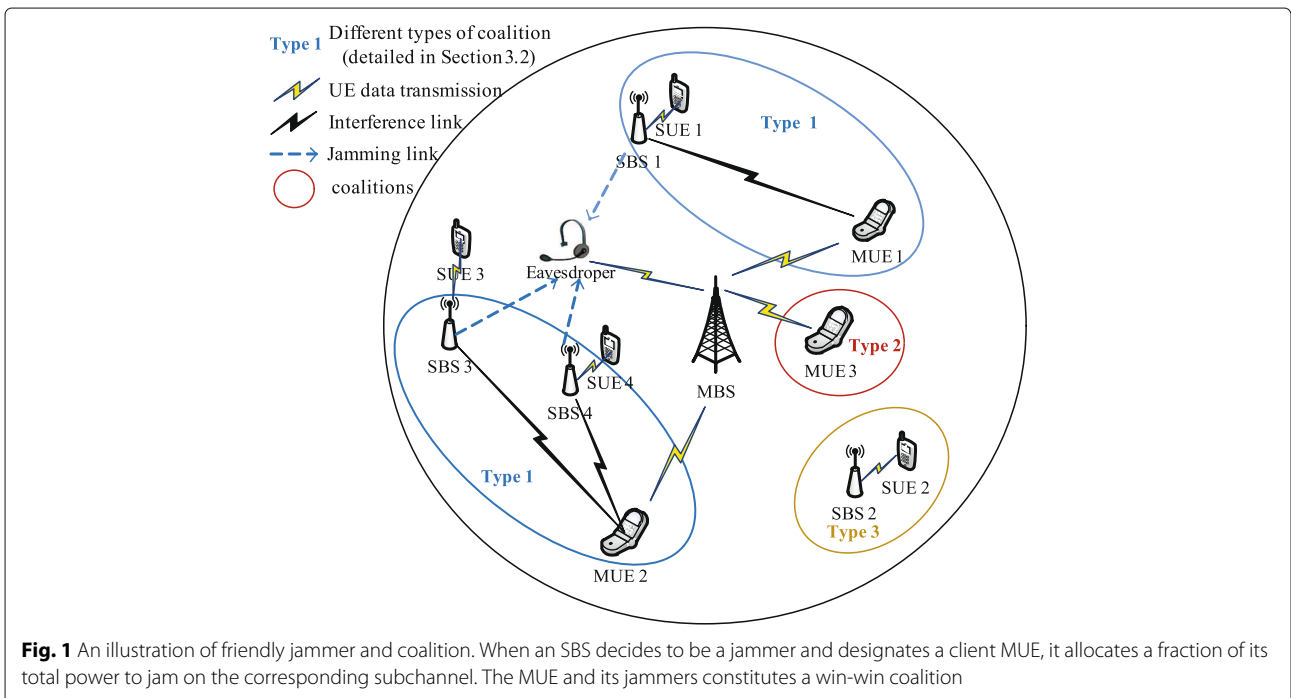 Type 1 Different types of coalition
(detailed in Section 3.2)
UE data transmission
Interference link
Jamming link
coalitions
Type 1
SUE 1
SBS 1
MUE 1
SUE 3
Eavesdroper
Type 2
MUE 3
SBS 3
SUE 4
MBS
SBS 4
Type 1
SUE 2
SBS 2
Type 3
MUE 2
Fig. 1 An illustration of friendly jammer and coalition. When an SBS decides to be a jammer and designates a client MUE, it allocates a fraction of its
total power to jam on the corresponding subchannel. The MUE and its jammers constitutes a win-win coalition